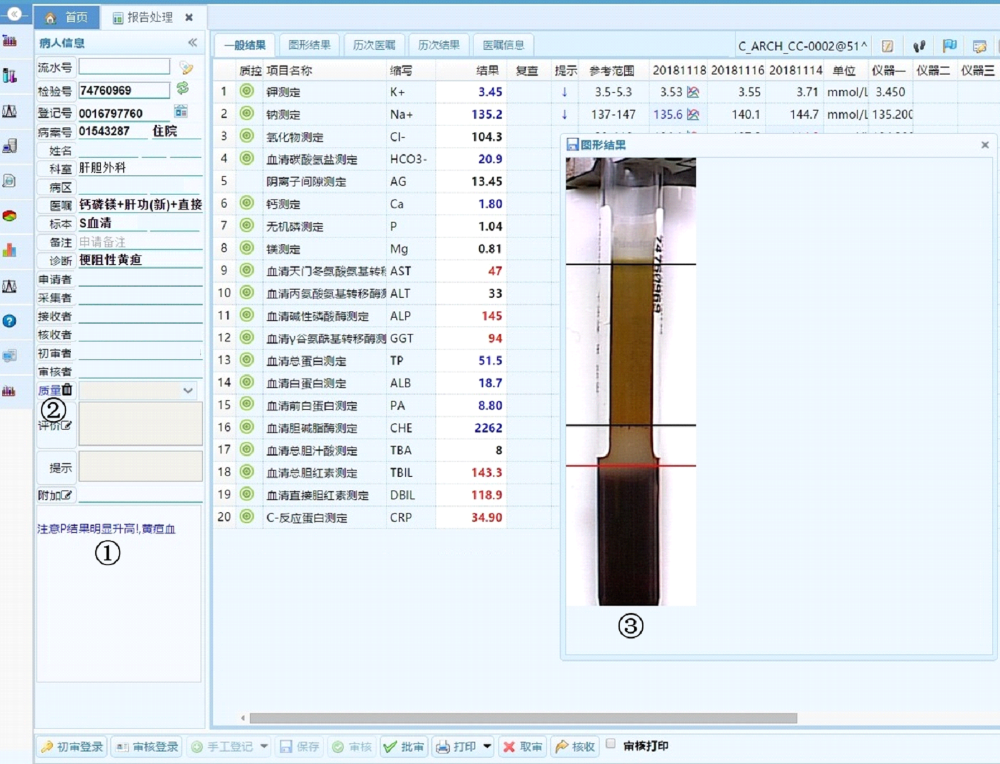 首页
报告处理
病人信息
一般结果 图形结果 历次医嘱 历次结果 医嘱信息
C_ARCH_CC-0002@51^
流水号
检验号 74760969
登记号 0016797760
病案号 01543287 住院
姓名
科室 肝胆外科
病区
医嘱 钙磷镁+肝功(新)+直接
标本 S血清
备注 申请备注
诊断 梗阻性黄疸
申请者
采集者
接收者
核收者
初审者
审核者
质量
②
评价
提示
附加
注意P结果明显升高!,黄疸血
①
质控 项目名称 缩写 结果 复查 提示 参考范围 20181118 20181116 20181114 单位 仪器一 仪器二 仪器三
1 钾测定 K+ 3.45 ↓ 3.5-5.3 3.53 3.55 3.71 mmol/L 3.450
2 钠测定 Na+ 135.2 ↓ 137-147 135.6 140.1 144.7 mmol/L 135.200
3 氯化物测定 Cl- 104.3
4 血清碳酸氢盐测定 HCO3- 20.9
5 阴离子间隙测定 AG 13.45
6 钙测定 Ca 1.80
7 无机磷测定 P 1.04
8 镁测定 Mg 0.81
9 血清天门冬氨酸氨基转移 AST 47
10 血清丙氨酸氨基转移酶测 ALT 33
11 血清碱性磷酸酶测定 ALP 145
12 血清γ谷氨酰基转移酶测 GGT 94
13 血清总蛋白测定 TP 51.5
14 血清白蛋白测定 ALB 18.7
15 血清前白蛋白测定 PA 8.80
16 血清胆碱脂酶测定 CHE 2262
17 血清总胆汁酸测定 TBA 8
18 血清总胆红素测定 TBIL 143.3
19 血清直接胆红素测定 DBIL 118.9
20 C-反应蛋白测定 CRP 34.90
图形结果
74760969
③
初审登录 审核登录 手工登记 保存 审核 批审 打印 取审 核收 审核打印